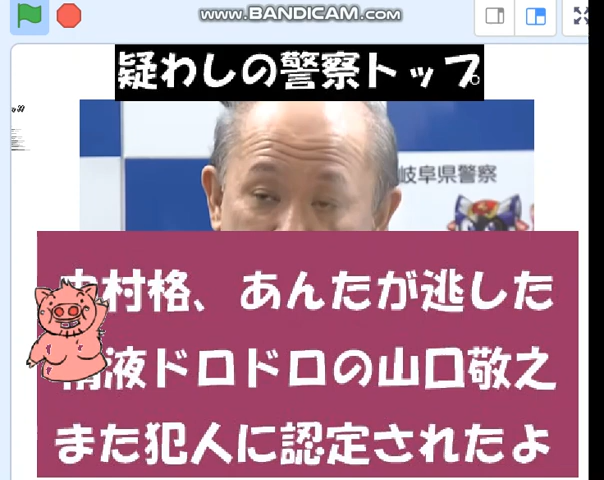 www.BANDICAM.com
疑わしの警察トップ。
岐阜県警察
村格、あんたが逃した
液ドロドロの山口敬之
また犯人に認定されたよ